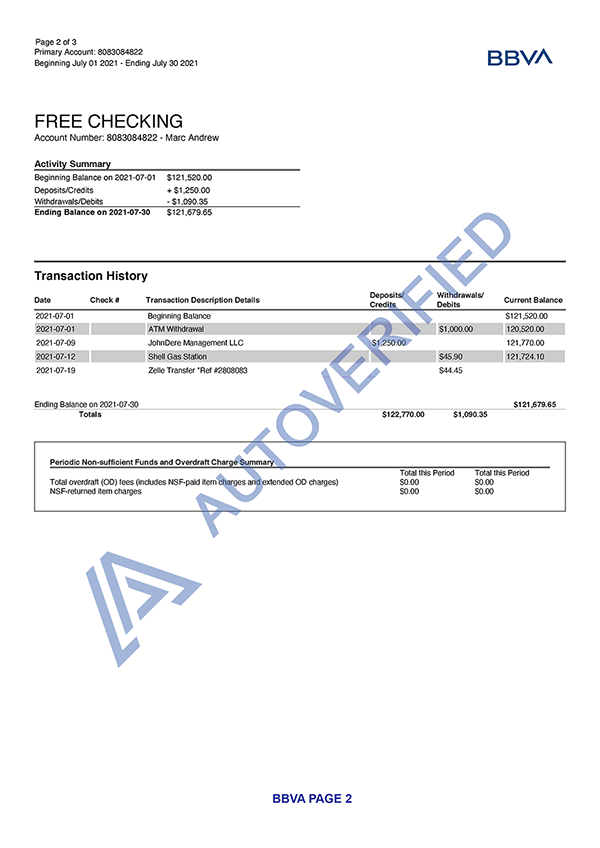 Page 2 of 3
Primary Account: 8083084822
Beginning July 01 2021 - Ending July 30 2021
BBVA
FREE CHECKING
Account Number: 8083084822 - Marc Andrew
Activity Summary
Beginning Balance on 2021-07-01 $121,520.00
Deposits/Credits + $1,250.00
Withdrawals/Debits - $1,090.35
Ending Balance on 2021-07-30 $121,679.65
Transaction History
Date Check # Transaction Description Details Deposits/ Credits Withdrawals/ Debits Current Balance
2021-07-01 Beginning Balance $121,520.00
2021-07-01 ATM Withdrawal $1,000.00 120,520.00
2021-07-09 JohnDere Management LLC $1,250.00 121,770.00
2021-07-12 Shell Gas Station $45.90 121,724.10
2021-07-19 Zelle Transfer *Ref #2808083 $44.45
Ending Balance on 2021-07-30 $121,679.65
Totals $122,770.00 $1,090.35
Periodic Non-sufficient Funds and Overdraft Charge Summary
Total this Period Total this Period
Total overdraft (OD) fees (includes NSF-paid item charges and extended OD charges) $0.00 $0.00
NSF-returned item charges $0.00 $0.00
AUTOVERIFIED
BBVA PAGE 2